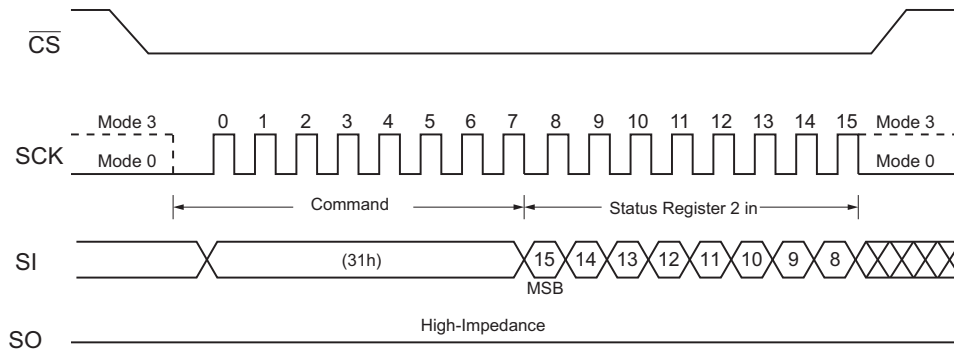 CS
0 1 2 3 4 5 6 7 8 9 10 11 12 13 14 15
Mode 3 Mode 3
SCK
Mode 0 Mode 0
Command Status Register 2 in
SI (31h) 15 14 13 12 11 10 9 8
MSB
High-Impedance
SO